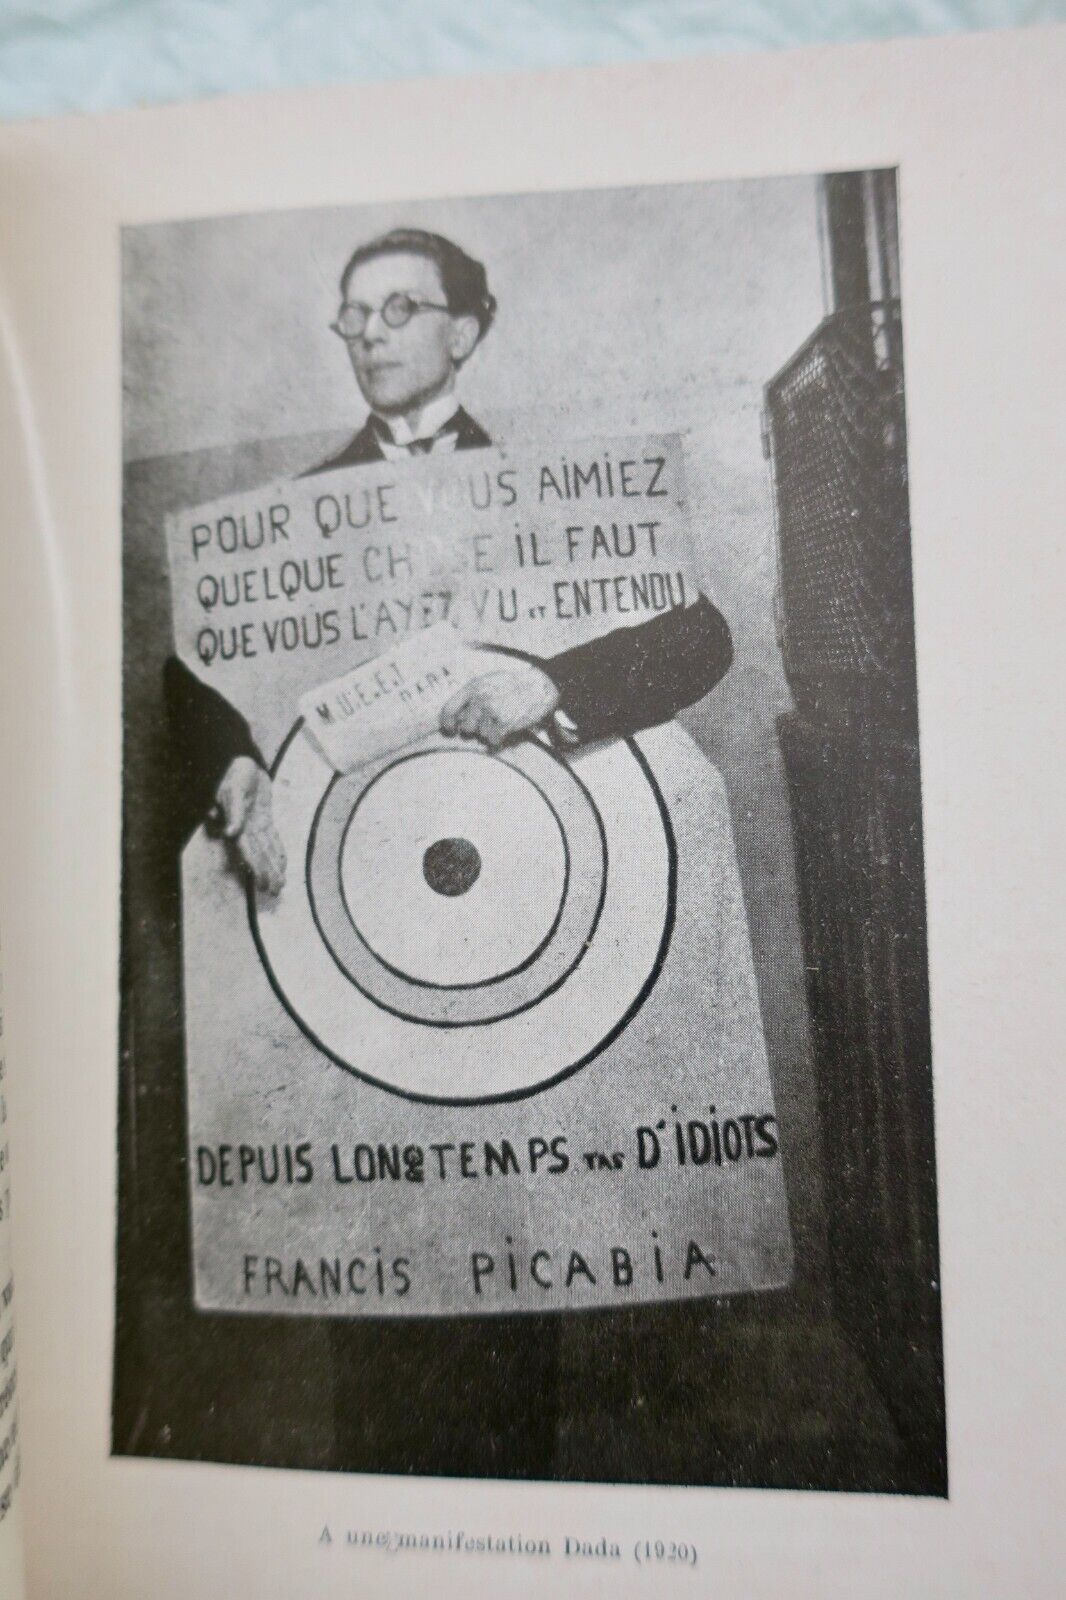 POUR QUE VOUS AIMIEZ
QUELQUE CHOSE IL FAUT
QUE VOUS L'AYEZ VU ET ENTENDU
DADA
DEPUIS LONGTEMPS TAS D'IDIOTS
FRANCIS PICABIA
A une manifestation Dada (1920)